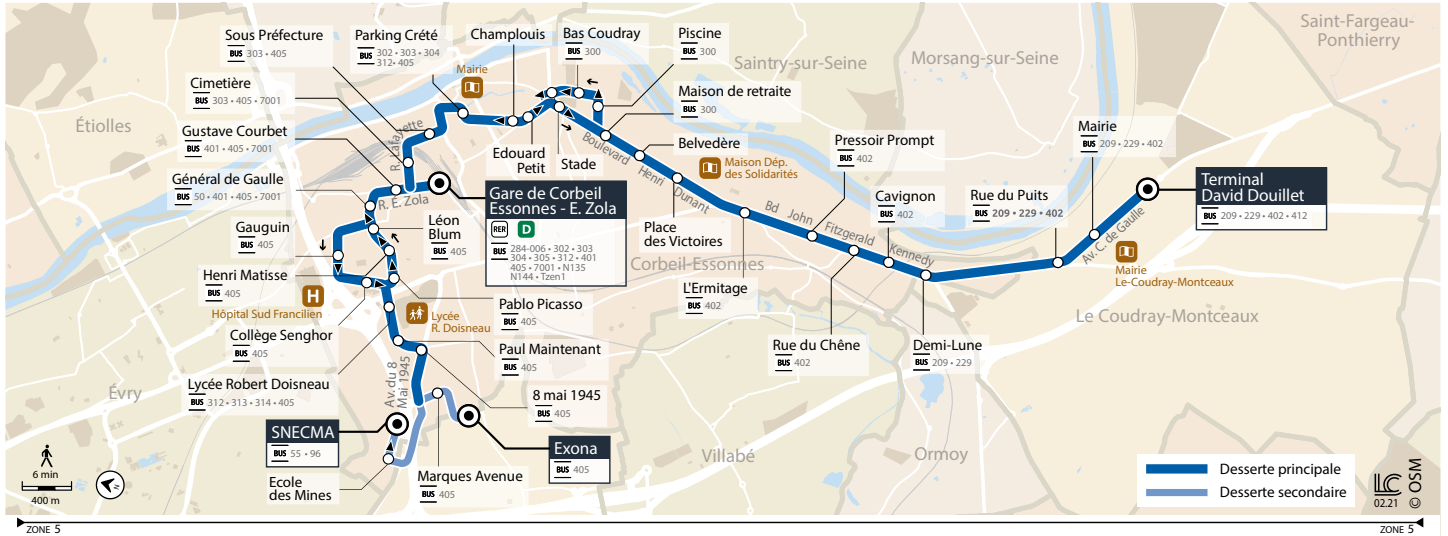 Saint-Fargeau-
Ponthierry
Morsang-sur-Seine
Saintry-sur-Seine
Étiolles
Évry
Corbeil-Essonnes
Le Coudray-Montceaux
Villabé
Ormoy
Sous Préfecture
BUS 303 • 405
Parking Crété
BUS 302 • 303 • 304
312 • 405
Mairie
Champlouis
Bas Coudray
BUS 300
Piscine
BUS 300
Cimetière
BUS 303 • 405 • 7001
Maison de retraite
BUS 300
Gustave Courbet
BUS 401 • 405 • 7001
R. Lafayette
Edouard
Petit
Stade
Boulevard Henri Dunant
Belvedère
Maison Dép.
des Solidarités
Pressoir Prompt
BUS 402
Mairie
BUS 209 • 229 • 402
Général de Gaulle
BUS 50 • 401 • 405 • 7001
R. É. Zola
Gare de Corbeil
Essonnes - E. Zola
RER D
BUS 284-006 • 302 • 303
304 • 305 • 312 • 401
405 • 7001 • N135
N144 • Tzen1
Terminal
David Douillet
BUS 209 • 229 • 402 • 412
Rue du Puits
BUS 209 • 229 • 402
Cavignon
BUS 402
Gauguin
BUS 405
Léon
Blum
BUS 405
Place
des Victoires
Bd John Fitzgerald Kennedy
Av. C. de Gaulle
Mairie
Le-Coudray-Montceaux
Henri Matisse
BUS 405
H
Hôpital Sud Francilien
L'Ermitage
BUS 402
Pablo Picasso
BUS 405
Lycée
R. Doisneau
Collège Senghor
BUS 405
Paul Maintenant
BUS 405
Rue du Chêne
BUS 402
Demi-Lune
BUS 209 • 229
Lycée Robert Doisneau
BUS 312 • 313 • 314 • 405
Av. du 8
Mai 1945
8 mai 1945
BUS 405
SNECMA
BUS 55 • 96
Exona
BUS 405
Ecole
des Mines
Marques Avenue
BUS 405
6 min
400 m
N
Desserte principale
Desserte secondaire
LC
02.21
© OSM
ZONE 5
ZONE 5